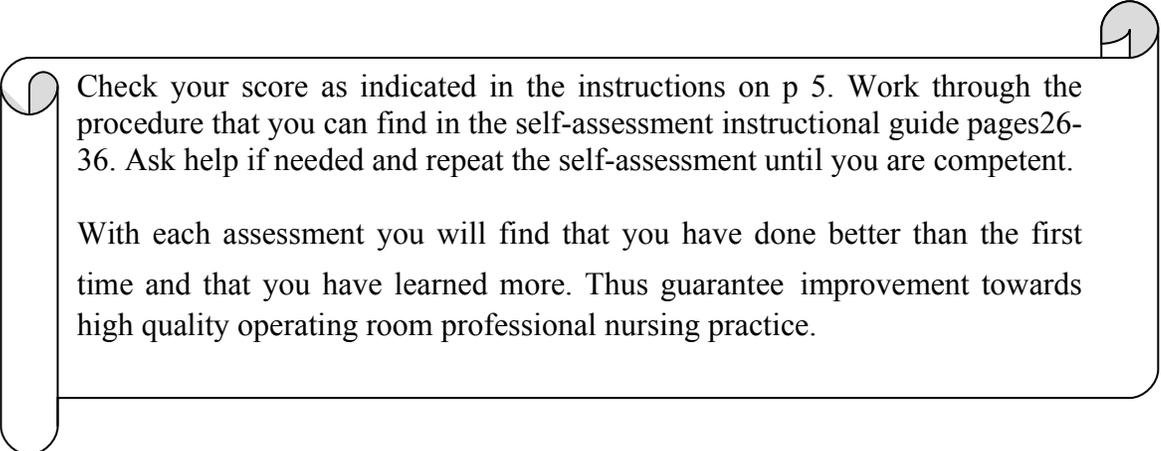 Check your score as indicated in the instructions on p 5. Work through the
procedure that you can find in the self-assessment instructional guide pages26-
36. Ask help if needed and repeat the self-assessment until you are competent.
With each assessment you will find that you have done better than the first
time and that you have learned more. Thus guarantee improvement towards
high quality operating room professional nursing practice.